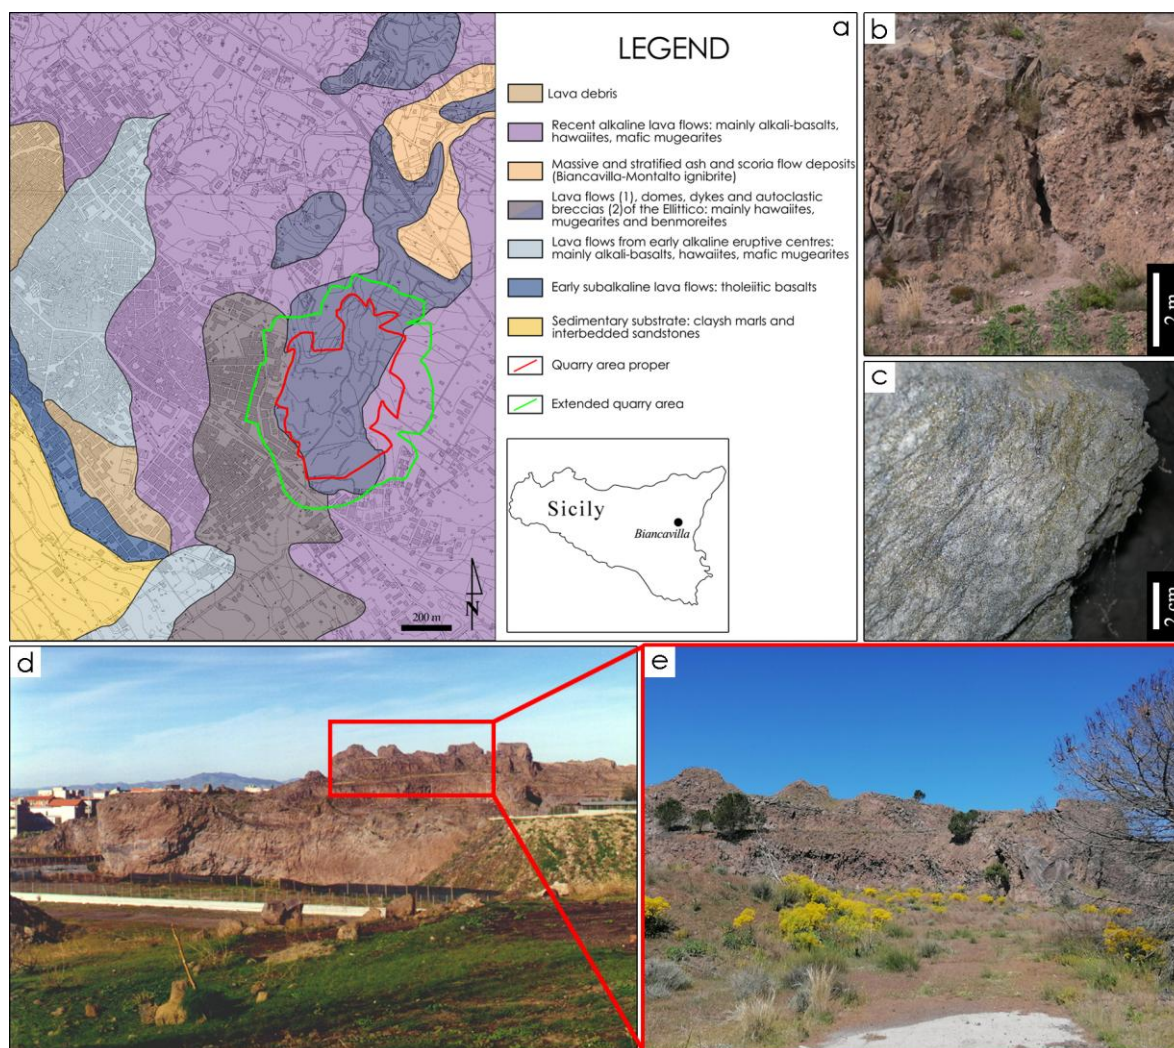 a
LEGEND
Lava debris
Recent alkaline lava flows: mainly alkali-basalts,
hawaiites, mafic mugearites
Massive and stratified ash and scoria flow deposits
(Biancavilla-Montalto ignibrite)
Lava flows (1), domes, dykes and autoclastic
breccias (2)of the Ellittico: mainly hawaiites,
mugearites and benmoreites
Lava flows from early alkaline eruptive centres:
mainly alkali-basalts, hawaiites, mafic mugearites
Early subalkaline lava flows: tholeiitic basalts
Sedimentary substrate: claysh marls and
interbedded sandstones
Quarry area proper
Extended quarry area
Sicily
Biancavilla
N
200 m
b
2 m
c
2 cm
d
e